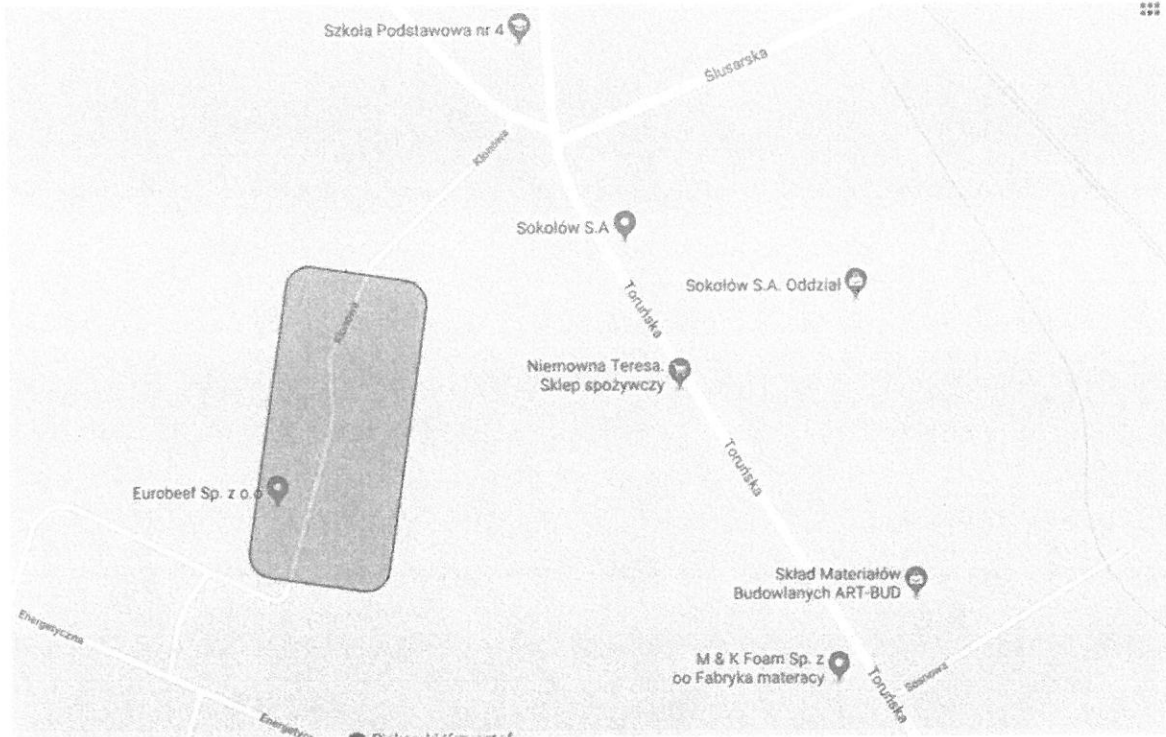 Szkoła Podstawowa nr 4
Ślusarska
Klonowa
Sokołów S.A
Sokołów S.A. Oddział
Toruńska
Klonowa
Niemowna Teresa.
Sklep spożywczy
Toruńska
Eurobeef Sp. z o.o
Skład Materiałów
Budowlanych ART-BUD
Energetyczna
M & K Foam Sp. z
oo Fabryka materacy
Sosnowa
Toruńska